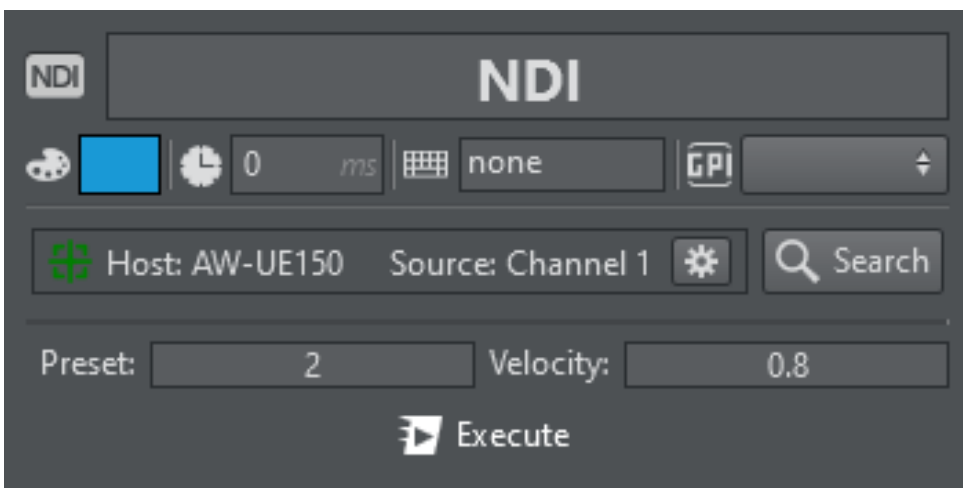 NDI NDI
0 ms none GPI
Host: AW-UE150 Source: Channel 1 Search
Preset: 2 Velocity: 0.8
Execute